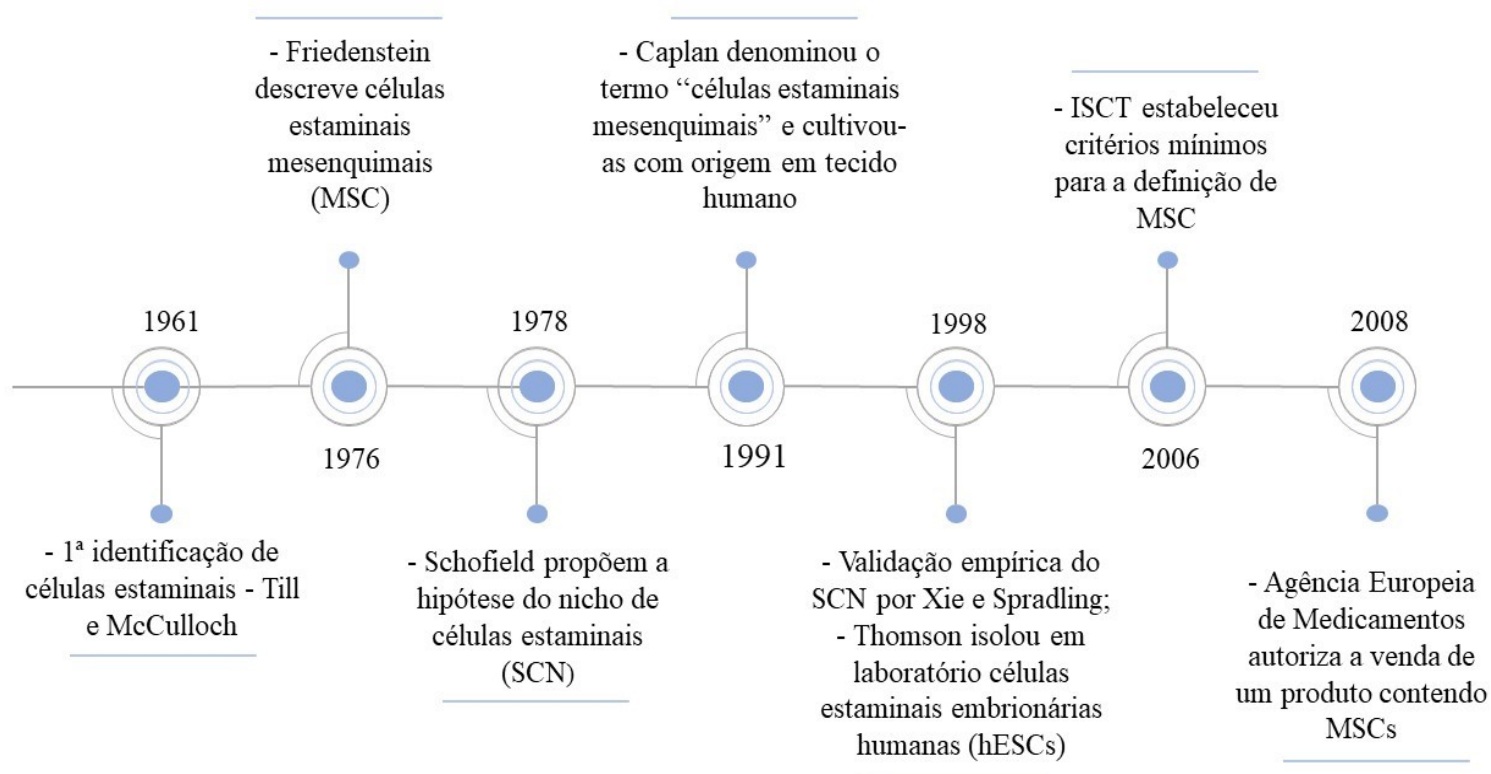 - Friedenstein
descreve células
estaminais
mesenquimais
(MSC)
- Caplan denominou o
termo “células estaminais
mesenquimais” e cultivou-
as com origem em tecido
humano
- ISCT estabeleceu
critérios mínimos
para a definição de
MSC
1961
1978
1998
2008
1976
1991
2006
- 1ª identificação de
células estaminais - Till
e McCulloch
- Schofield propõem a
hipótese do nicho de
células estaminais
(SCN)
- Validação empírica do
SCN por Xie e Spradling;
- Thomson isolou em
laboratório células
estaminais embrionárias
humanas (hESCs)
- Agência Europeia
de Medicamentos
autoriza a venda de
um produto contendo
MSCs